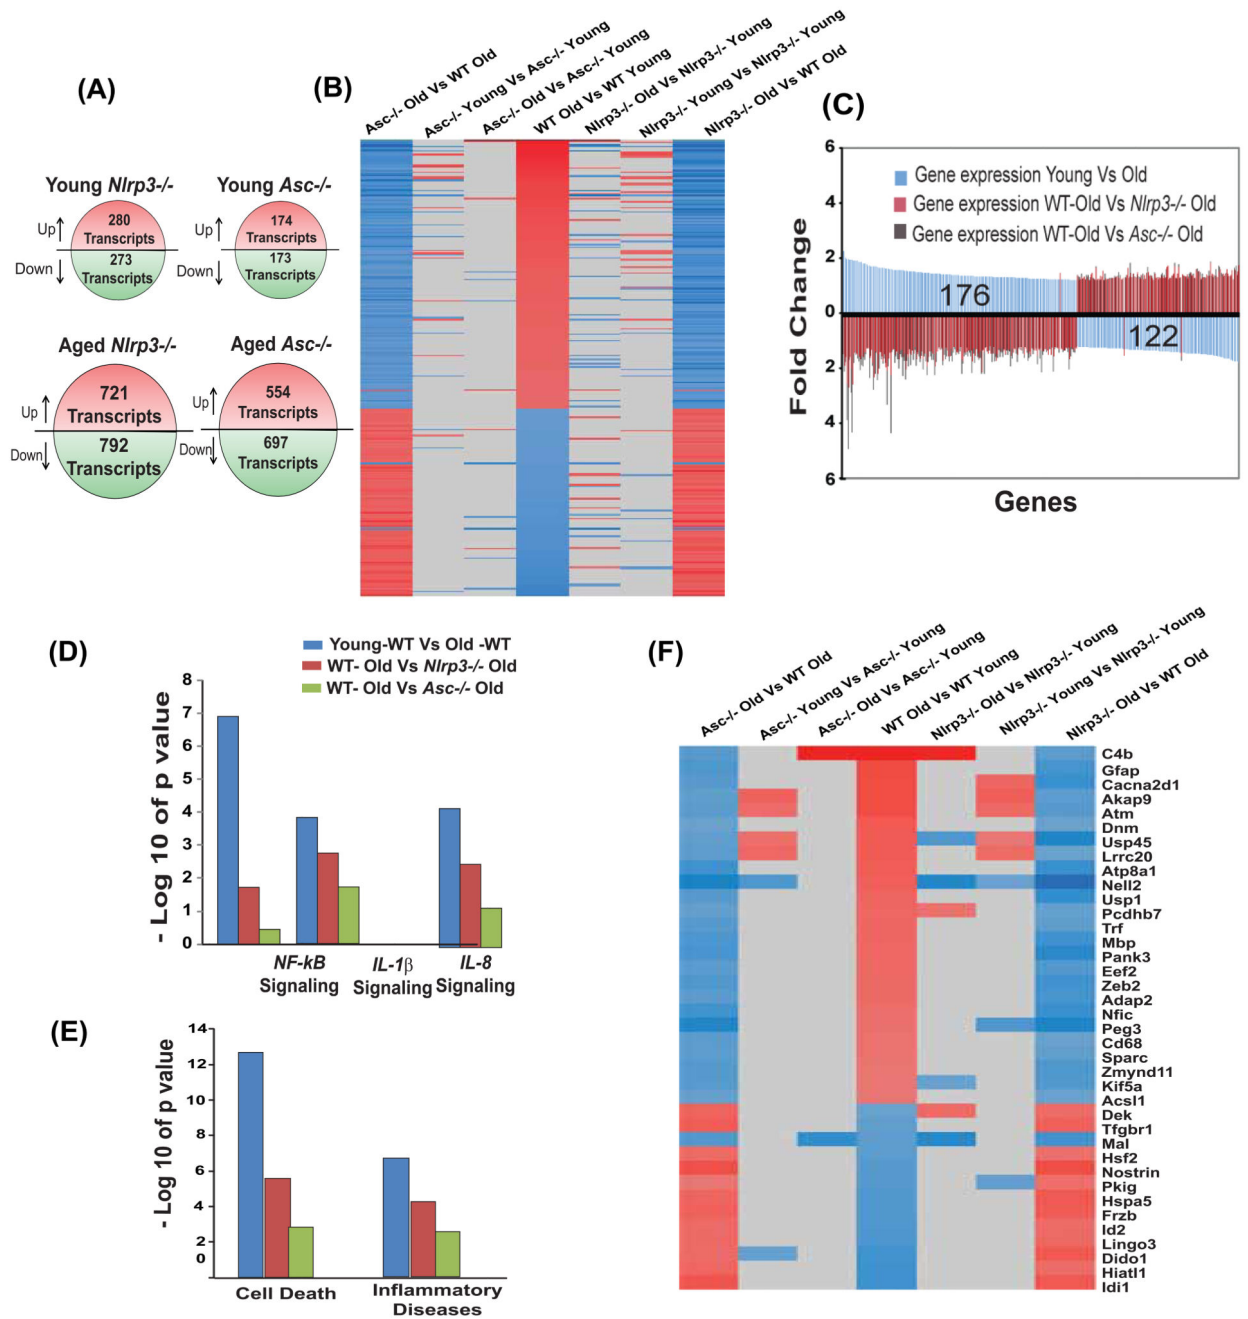 (A)
Young Nlrp3-/-
Young Asc-/-
Up
280
Transcripts
Down
273
Transcripts
Up
174
Transcripts
Down
173
Transcripts
Aged Nlrp3-/-
Aged Asc-/-
Up
721
Transcripts
Down
792
Transcripts
Up
554
Transcripts
Down
697
Transcripts
(B)
Asc-/- Old Vs WT Old
Asc-/- Young Vs Asc-/- Young
Asc-/- Old Vs Asc-/- Young
WT Old Vs WT Young
Nlrp3-/- Old Vs Nlrp3-/- Young
Nlrp3-/- Young Vs Nlrp3-/- Young
Nlrp3-/- Old Vs WT Old
(C)
Fold Change
6
4
2
0
2
4
6
Gene expression Young Vs Old
Gene expression WT-Old Vs Nlrp3-/- Old
Gene expression WT-Old Vs Asc-/- Old
176
122
Genes
(D)
Young-WT Vs Old -WT
WT- Old Vs Nlrp3-/- Old
WT- Old Vs Asc-/- Old
- Log 10 of p value
8
7
6
5
4
3
2
1
0
NF-kB
Signaling
IL-1β
Signaling
IL-8
Signaling
(E)
- Log 10 of p value
14
12
10
8
6
4
2
0
Cell Death
Inflammatory
Diseases
(F)
Asc-/- Old Vs WT Old
Asc-/- Young Vs Asc-/- Young
Asc-/- Old Vs Asc-/- Young
WT Old Vs WT Young
Nlrp3-/- Old Vs Nlrp3-/- Young
Nlrp3-/- Young Vs Nlrp3-/- Young
Nlrp3-/- Old Vs WT Old
C4b
Gfap
Cacna2d1
Akap9
Atm
Dnm
Usp45
Lrrc20
Atp8a1
Nell2
Usp1
Pcdhb7
Trf
Mbp
Pank3
Eef2
Zeb2
Adap2
Nfic
Peg3
Cd68
Sparc
Zmynd11
Kif5a
Acsl1
Dek
Tfgbr1
Mal
Hsf2
Nostrin
Pkig
Hspa5
Frzb
Id2
Lingo3
Dido1
Hiatl1
Idi1